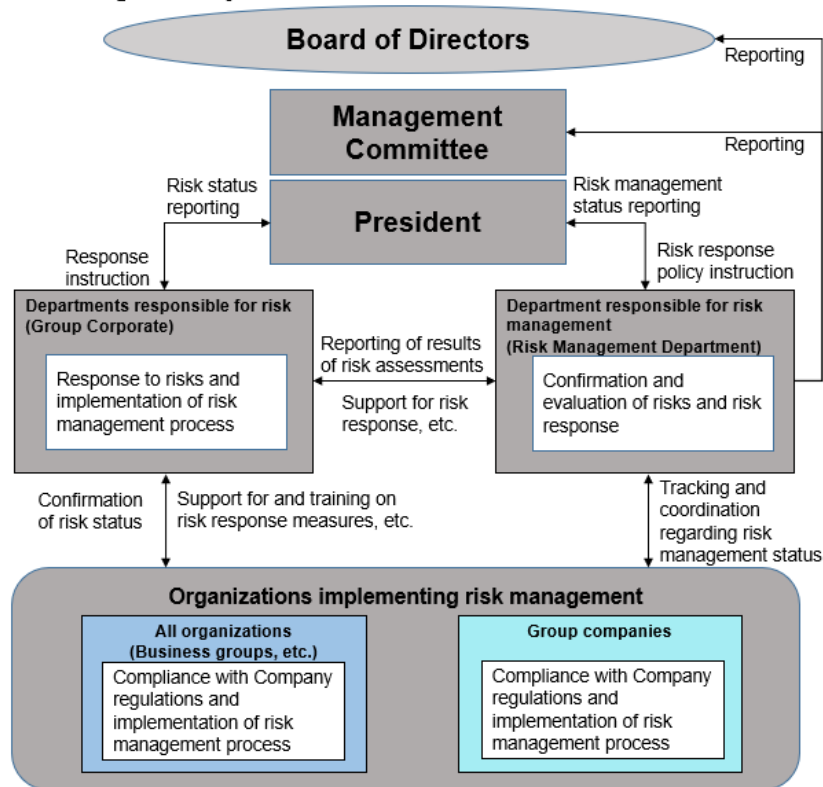 Board of Directors
Reporting
Management
Committee
Reporting
Risk status
reporting
President
Risk management
status reporting
Response
instruction
Risk response
policy instruction
Departments responsible for risk
(Group Corporate)
Response to risks and
implementation of risk
management process
Reporting of results
of risk assessments
Support for risk
response, etc.
Department responsible for risk
management
(Risk Management Department)
Confirmation and
evaluation of risks and risk
response
Confirmation
of risk status
Support for and training on
risk response measures, etc.
Tracking and
coordination
regarding risk
management status
Organizations implementing risk management
All organizations
(Business groups, etc.)
Compliance with Company
regulations and
implementation of risk
management process
Group companies
Compliance with Company
regulations and
implementation of risk
management process